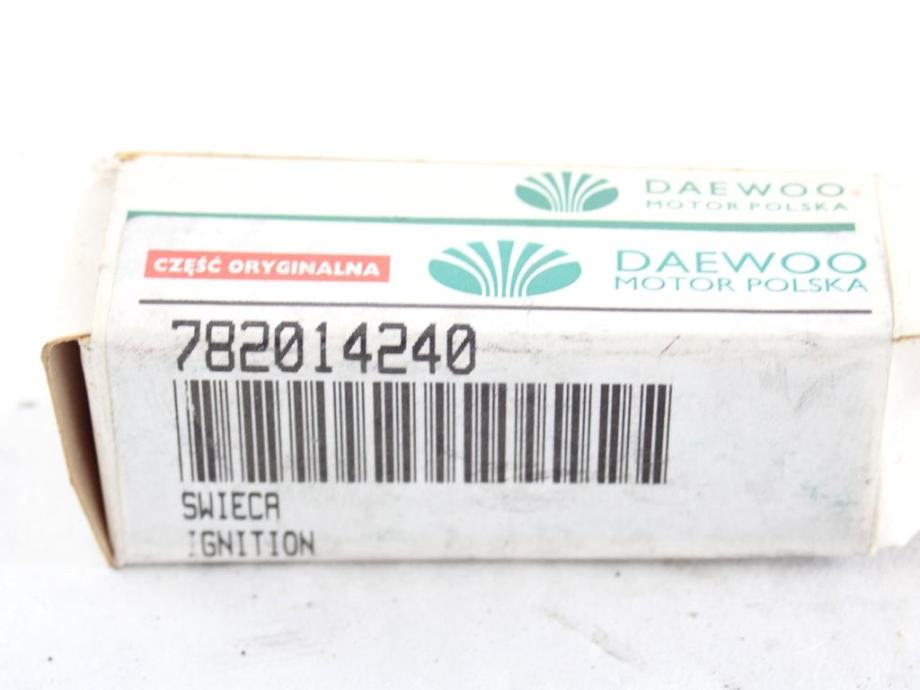 DAEWOO
MOTOR POLSKA
CZĘŚĆ ORYGINALNA
DAEWOO
MOTOR POLSKA
782014240
SWIECA
IGNITION